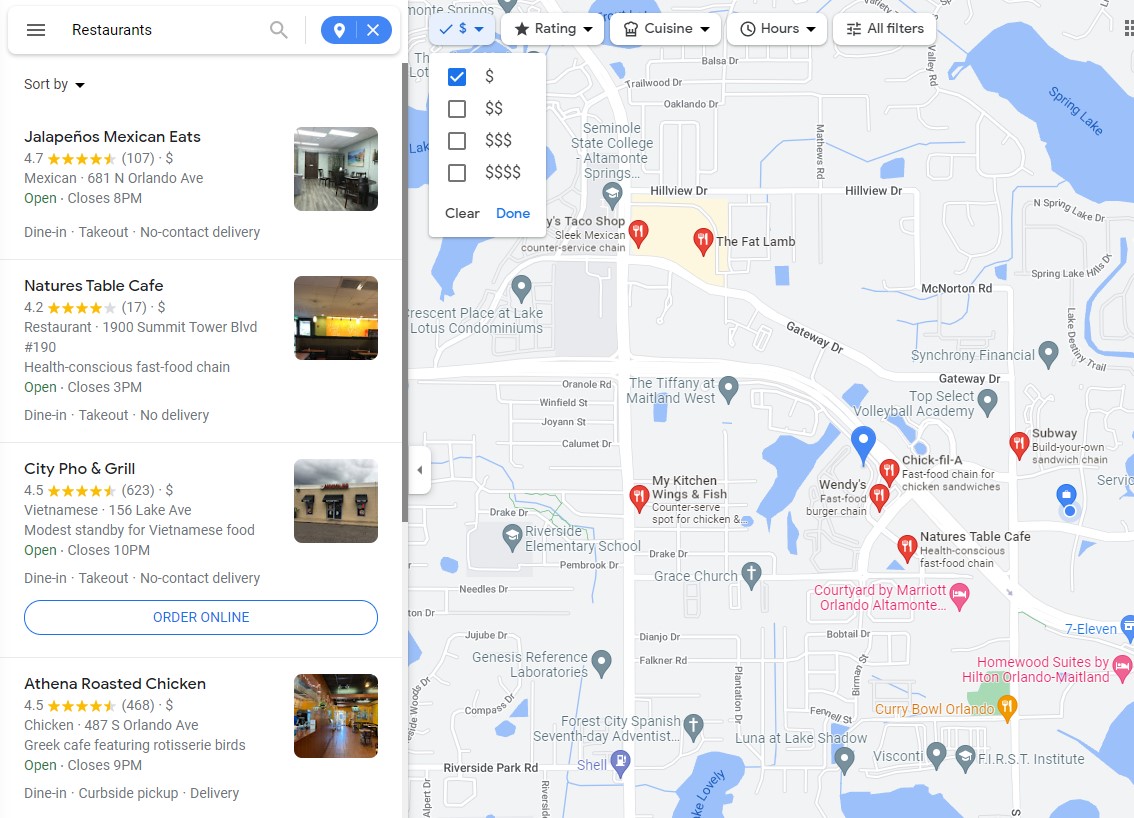 Restaurants
Sort by
Jalapeños Mexican Eats
4.7 (107) · $
Mexican · 681 N Orlando Ave
Open · Closes 8PM
Dine-in · Takeout · No-contact delivery
Natures Table Cafe
4.2 (17) · $
Restaurant · 1900 Summit Tower Blvd
#190
Health-conscious fast-food chain
Open · Closes 3PM
Dine-in · Takeout · No delivery
City Pho & Grill
4.5 (623) · $
Vietnamese · 156 Lake Ave
Modest standby for Vietnamese food
Open · Closes 10PM
Dine-in · Takeout · No-contact delivery
ORDER ONLINE
Athena Roasted Chicken
4.5 (468) · $
Chicken · 487 S Orlando Ave
Greek cafe featuring rotisserie birds
Open · Closes 9PM
Dine-in · Curbside pickup · Delivery
$
Rating
Cuisine
Hours
All filters
$
$$
$$$
$$$$
Clear Done
monte Springs
Balsa Dr
Trailwood Dr
Oaklando Dr
Valley Rd
Spring Lake
Seminole
State College
- Altamonte
Springs...
Mathews Rd
Hillview Dr
Hillview Dr
N Spring Lake Dr
y's Taco Shop
Sleek Mexican
counter-service chain
The Fat Lamb
Spring Lake Hills Dr
McNorton Rd
Crescent Place at Lake
Lotus Condominiums
Gateway Dr
Lake Destiny Trail
Synchrony Financial
Gateway Dr
Oranole Rd
The Tiffany at
Maitland West
Top Select
Volleyball Academy
Winfield St
Joyann St
Calumet Dr
Subway
Build-your-own
sandwich chain
Chick-fil-A
Fast-food chain for
chicken sandwiches
My Kitchen
Wings & Fish
Counter-serve
spot for chicken &...
Wendy's
Fast-food
burger chain
Servic
Drake Dr
Riverside
Elementary School
Natures Table Cafe
Health-conscious
fast-food chain
Drake Dr
Pembrook Dr
Grace Church
Needles Dr
Courtyard by Marriott
Orlando Altamonte...
ton Dr
7-Eleven
Jujube Dr
Dianjo Dr
Bobtail Dr
Genesis Reference
Laboratories
Falkner Rd
Homewood Suites by
Hilton Orlando-Maitland
Plantation Dr
Birman St
side Woods Dr
Compass Dr
Curry Bowl Orlando
Fennell St
Forest City Spanish
Seventh-day Adventist...
Luna at Lake Shadow
Visconti
F.I.R.S.T. Institute
Shell
Riverside Park Rd
Alpert Dr
Riverside
ke Lovely
S